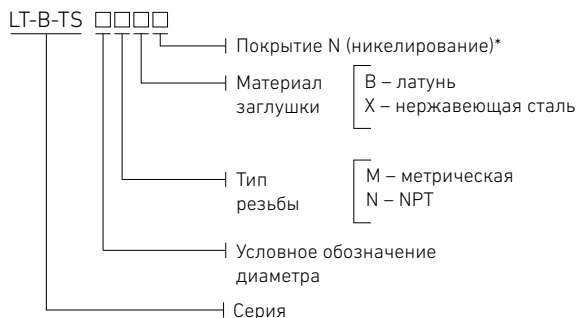 LT-B-TS □□□□
Покрытие N (никелирование)*
Материал
заглушки
B – латунь
X – нержавеющая сталь
Тип
резьбы
M – метрическая
N – NPT
Условное обозначение
диаметра
Серия